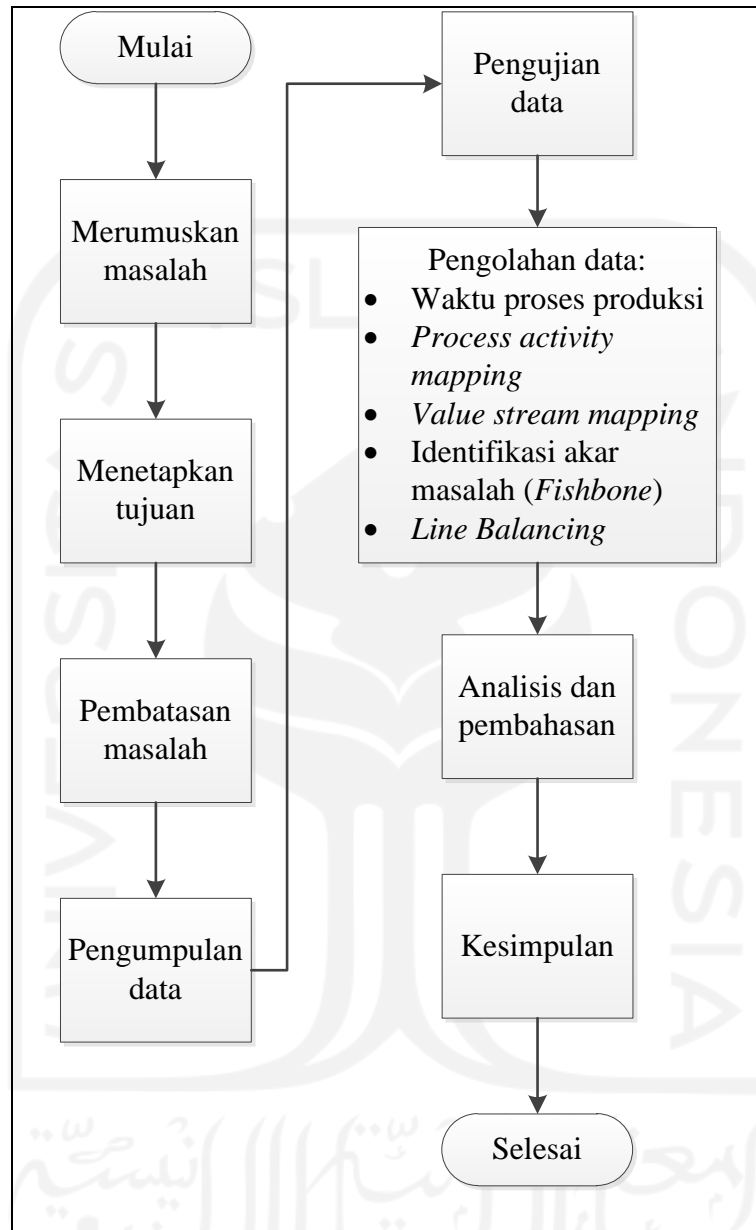 Mulai
Merumuskan
masalah
Menetapkan
tujuan
Pembatasan
masalah
Pengumpulan
data
Pengujian
data
Pengolahan data:
• Waktu proses produksi
• Process activity
mapping
• Value stream mapping
• Identifikasi akar
masalah (Fishbone)
• Line Balancing
Analisis dan
pembahasan
Kesimpulan
Selesai